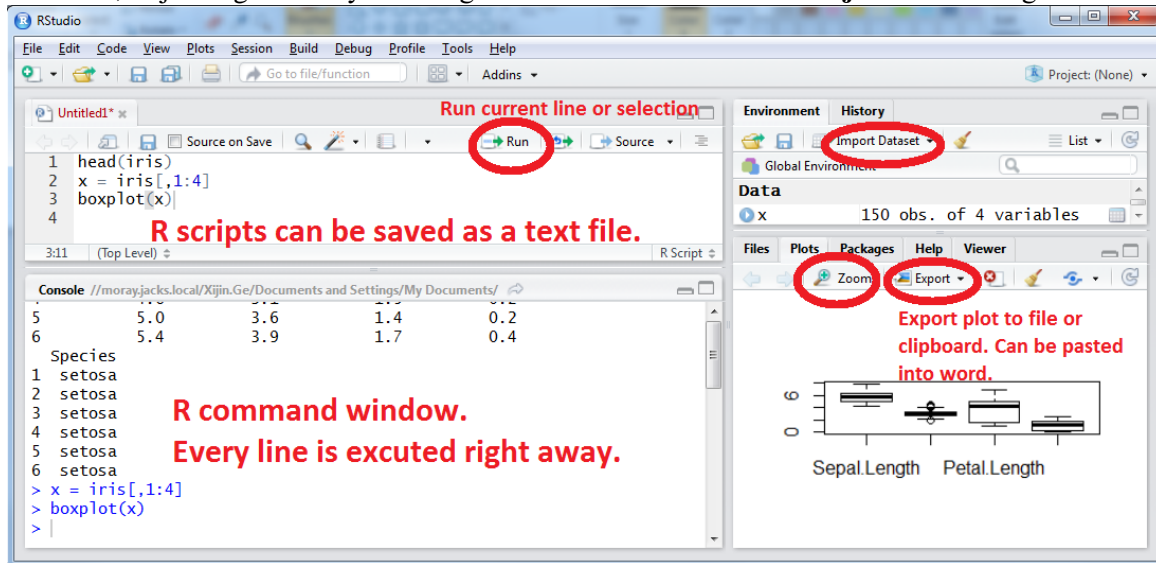 RStudio
File Edit Code View Plots Session Build Debug Profile Tools Help
Go to file/function Addins Project: (None)
Untitled1* Run current line or selection
Source on Save Run Source
1 head(iris)
2 x = iris[,1:4]
3 boxplot(x)
4
R scripts can be saved as a text file.
3:11 (Top Level) R Script
Console //moray.jacks.local/Xijin.Ge/Documents and Settings/My Documents/
5 5.0 3.6 1.4 0.2
6 5.4 3.9 1.7 0.4
Species
1 setosa
2 setosa
3 setosa
4 setosa
5 setosa
6 setosa
R command window.
Every line is excuted right away.
> x = iris[,1:4]
> boxplot(x)
>
Environment History
Import Dataset List
Global Environment
Data
x 150 obs. of 4 variables
Files Plots Packages Help Viewer
Zoom Export
Export plot to file or
clipboard. Can be pasted
into word.
6
0
Sepal.Length Petal.Length